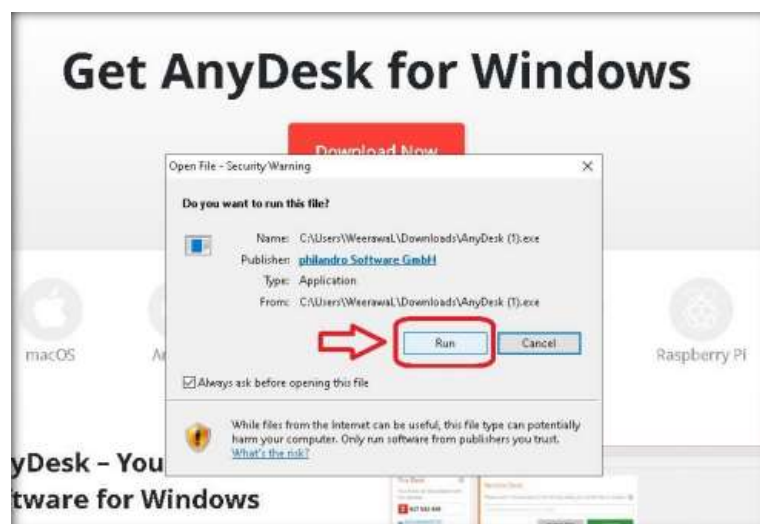 Get AnyDesk for Windows
Download Now
Open File - Security Warning
Do you want to run this file?
Name: C:\Users\WeerawaL\Downloads\AnyDesk (1).exe
Publisher: philandro Software GmbH
Type: Application
From: C:\Users\WeerawaL\Downloads\AnyDesk (1).exe
Run Cancel
Always ask before opening this file
While files from the Internet can be useful, this file type can potentially
harm your computer. Only run software from publishers you trust.
What's the risk?
macOS
Raspberry Pi
yDesk – You
tware for Windows